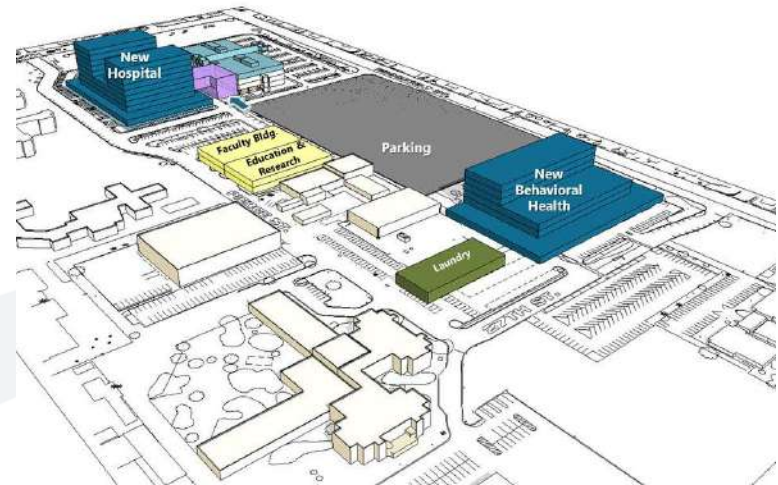 New
Hospital
Faculty Bldg.
Education &
Research
Parking
New
Behavioral
Health
Laundry
27TH ST.